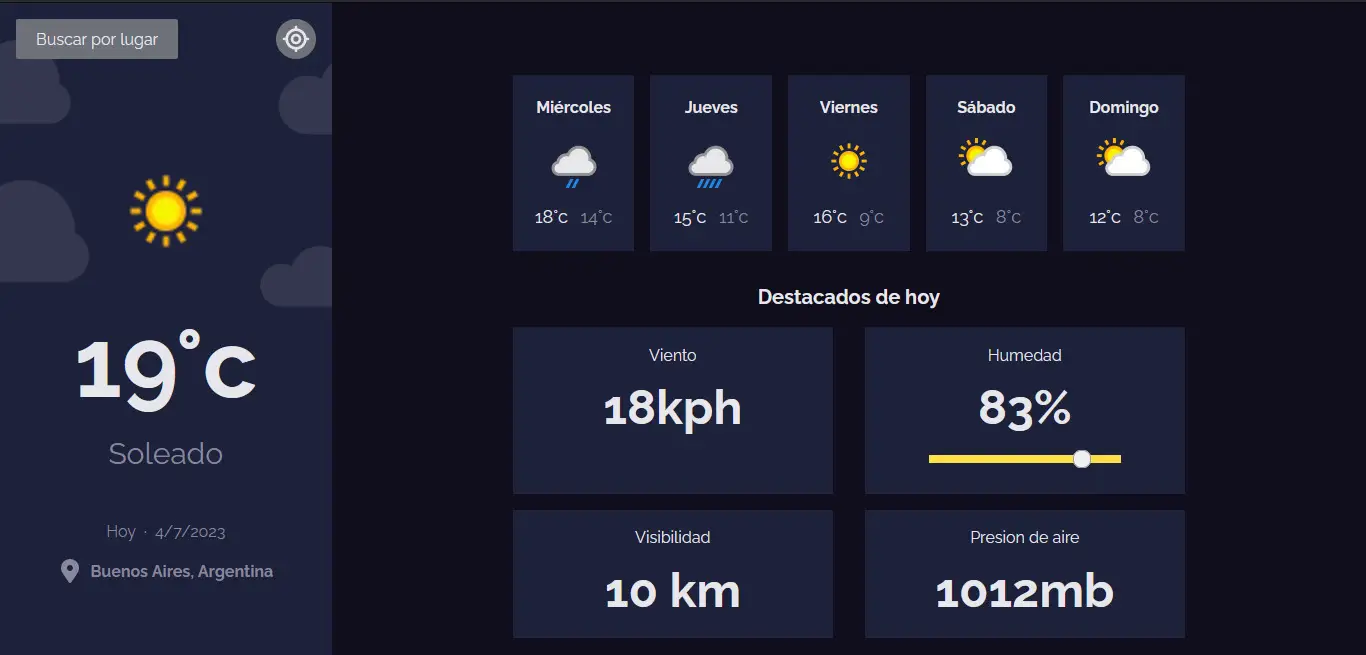 Buscar por lugar
19°c
Soleado
Hoy · 4/7/2023
Buenos Aires, Argentina
Miércoles
18°c 14°c
Jueves
15°c 11°c
Viernes
16°c 9°c
Sábado
13°c 8°c
Domingo
12°c 8°c
Destacados de hoy
Viento
18kph
Humedad
83%
Visibilidad
10 km
Presion de aire
1012mb